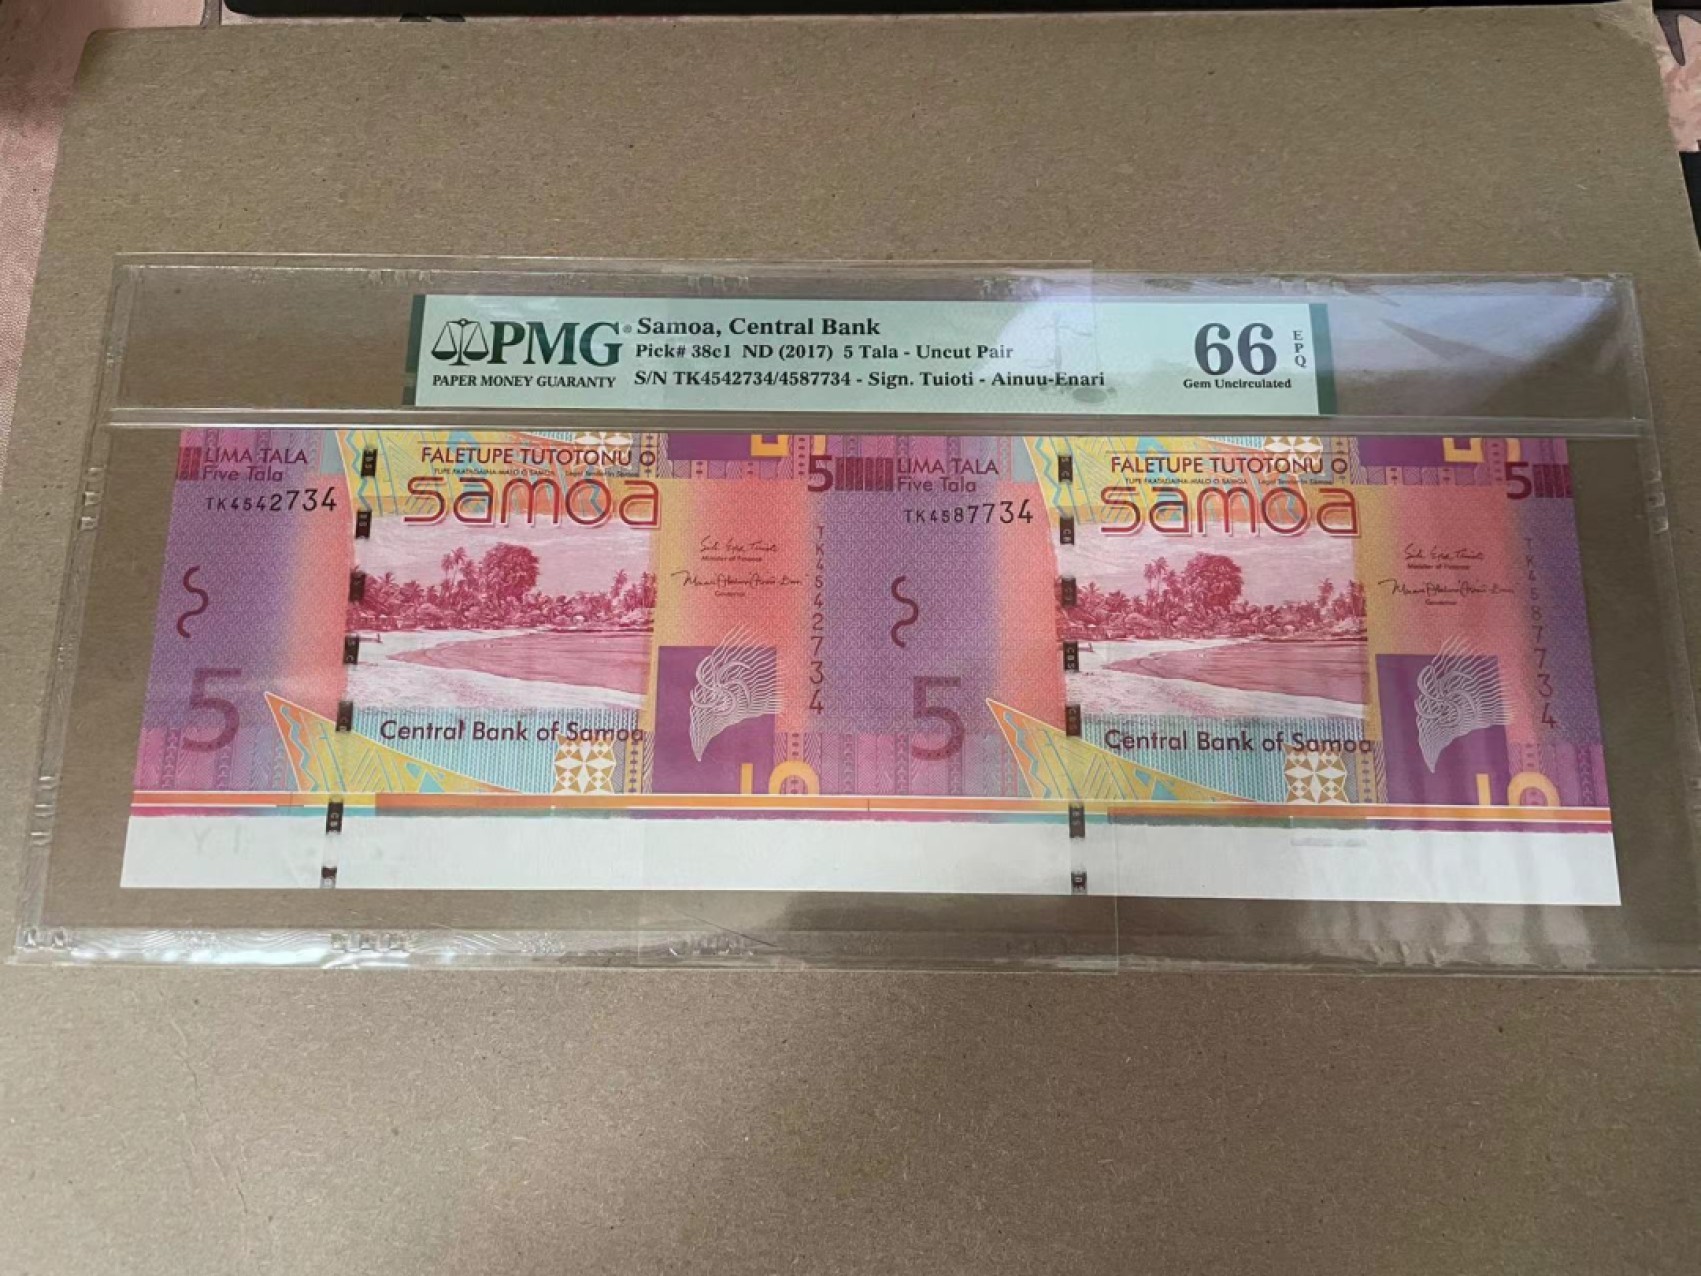 PMG
PAPER MONEY GUARANTY
Samoa, Central Bank
Pick# 38c1 ND (2017) 5 Tala - Uncut Pair
S/N TK4542734/4587734 - Sign. Tuioti - Ainuu-Enari
66
EPQ
Gem Uncirculated
LIMA TALA
Five Tala
TK4542734
FALETUPE TUTOTONU O
samoa
Minister of Finance
Governor
TK4542734
5
Central Bank of Samoa
5
LIMA TALA
Five Tala
TK4587734
FALETUPE TUTOTONU O
samoa
5
Minister of Finance
Governor
TK4587734
5
Central Bank of Samoa